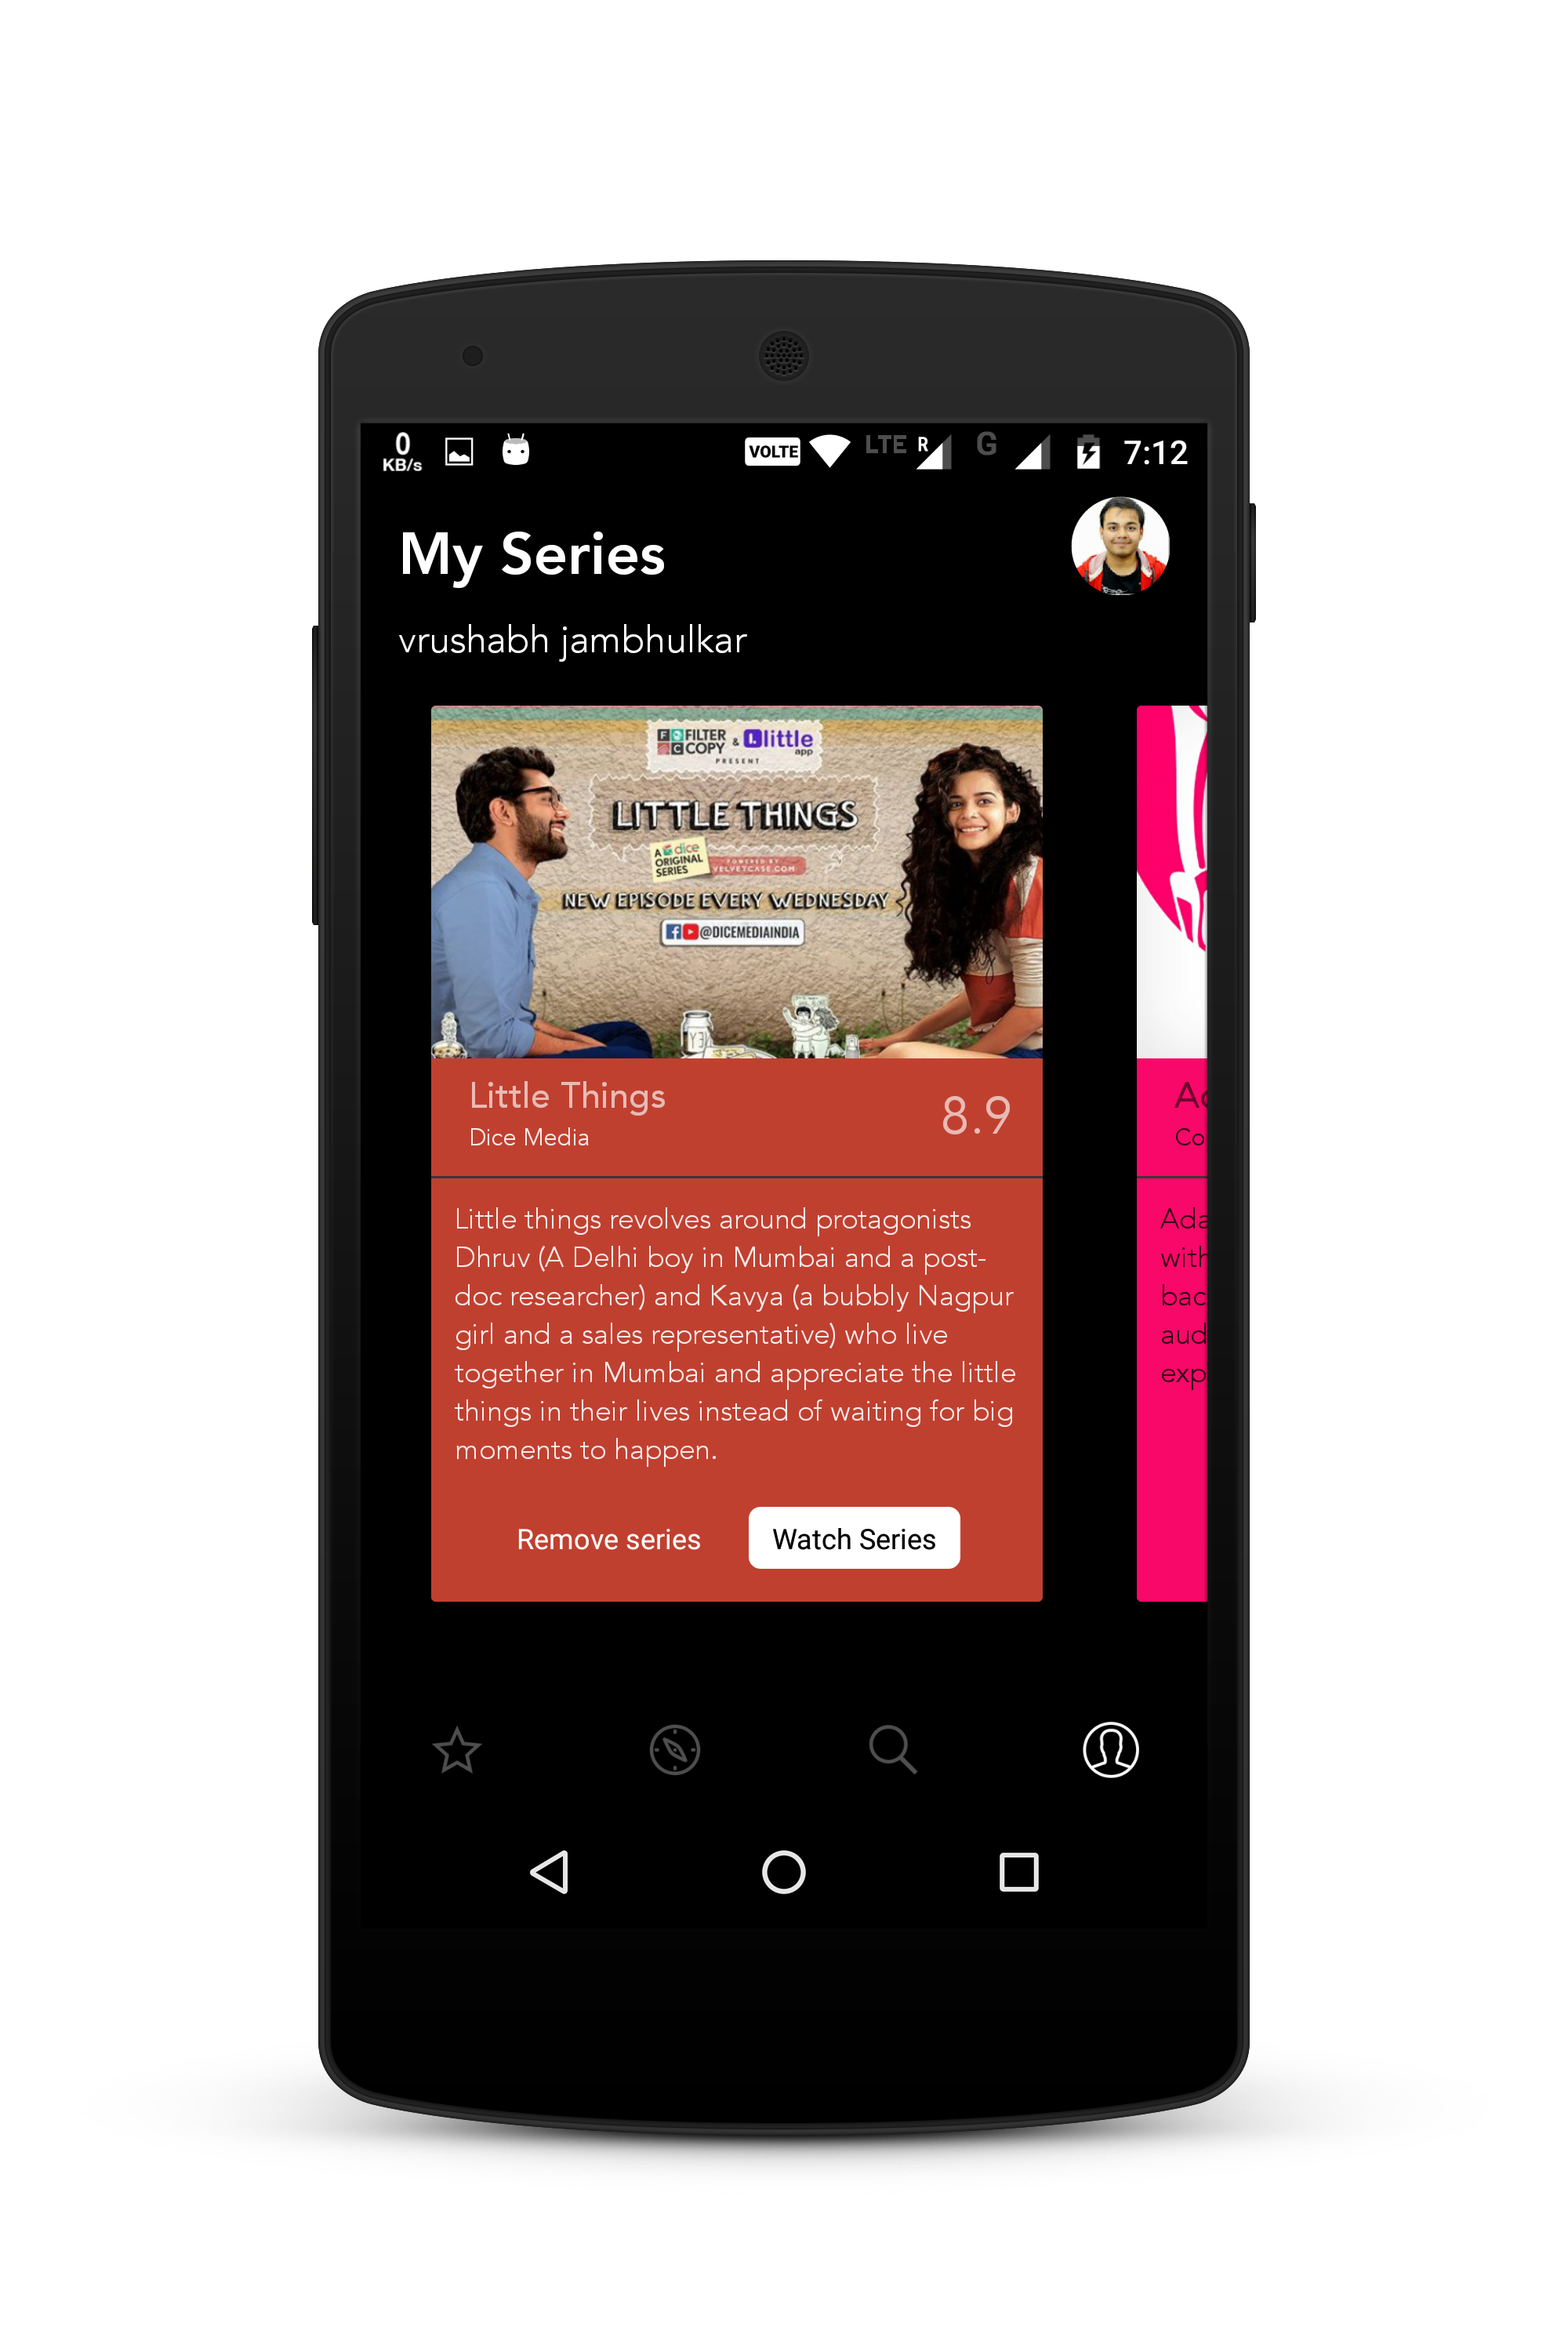 0
KB/s
VOLTE LTE R G 7:12
My Series
vrushabh jambhulkar
F FILTER
C COPY & little
app
PRESENT
LITTLE THINGS
A dice
ORIGINAL
SERIES
POWERED BY
VELVETCASE.COM
NEW EPISODE EVERY WEDNESDAY
@DICEMEDIAINDIA
Little Things
Dice Media
8.9
Little things revolves around protagonists
Dhruv (A Delhi boy in Mumbai and a post-
doc researcher) and Kavya (a bubbly Nagpur
girl and a sales representative) who live
together in Mumbai and appreciate the little
things in their lives instead of waiting for big
moments to happen.
Remove series
Watch Series
Co
Ada
with
bac
aud
exp